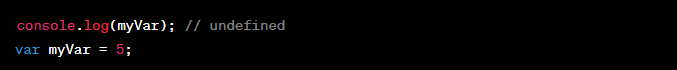 console.log(myVar); // undefined
var myVar = 5;